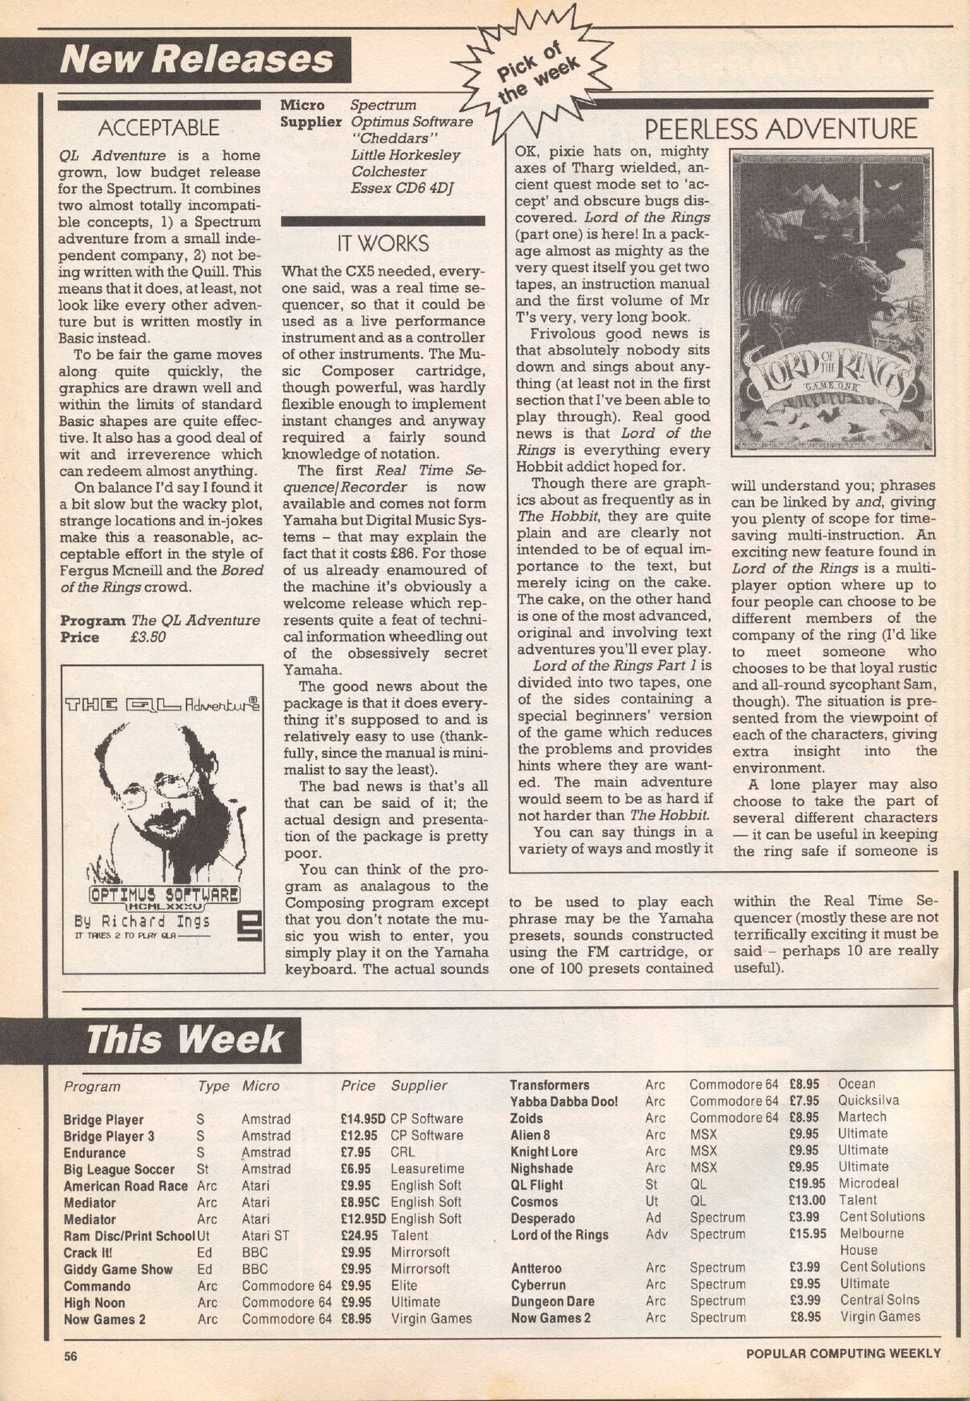 New Releases
Pick of
the week
ACCEPTABLE
QL Adventure is a home
grown, low budget release
for the Spectrum. It combines
two almost totally incompati-
ble concepts, 1) a Spectrum
adventure from a small inde-
pendent company, 2) not be-
ing written with the Quill. This
means that it does, at least, not
look like every other adven-
ture but is written mostly in
Basic instead.
To be fair the game moves
along quite quickly, the
graphics are drawn well and
within the limits of standard
Basic shapes are quite effec-
tive. It also has a good deal of
wit and irreverence which
can redeem almost anything.
On balance I'd say I found it
a bit slow but the wacky plot,
strange locations and in-jokes
make this a reasonable, ac-
ceptable effort in the style of
Fergus Mcneill and the Bored
of the Rings crowd.
Program The QL Adventure
Price £3.50
THE QL Adventure
OPTIMUS SOFTWARE
MCMLXXXV
By Richard Ings
IT TAKES 2 TO PLAY QLA
Micro Spectrum
Supplier Optimus Software
"Cheddars"
Little Horkesley
Colchester
Essex CD6 4DJ
IT WORKS
What the CX5 needed, every-
one said, was a real time se-
quencer, so that it could be
used as a live performance
instrument and as a controller
of other instruments. The Mu-
sic Composer cartridge,
though powerful, was hardly
flexible enough to implement
instant changes and anyway
required a fairly sound
knowledge of notation.
The first Real Time Se-
quence/Recorder is now
available and comes not form
Yamaha but Digital Music Sys-
tems – that may explain the
fact that it costs £86. For those
of us already enamoured of
the machine it's obviously a
welcome release which rep-
resents quite a feat of techni-
cal information wheedling out
of the obsessively secret
Yamaha.
The good news about the
package is that it does every-
thing it's supposed to and is
relatively easy to use (thank-
fully, since the manual is mini-
malist to say the least).
The bad news is that's all
that can be said of it; the
actual design and presenta-
tion of the package is pretty
poor.
You can think of the pro-
gram as analagous to the
Composing program except
that you don't notate the mu-
sic you wish to enter, you
simply play it on the Yamaha
keyboard. The actual sounds
to be used to play each
phrase may be the Yamaha
presets, sounds constructed
using the FM cartridge, or
one of 100 presets contained
within the Real Time Se-
quencer (mostly these are not
terrifically exciting it must be
said – perhaps 10 are really
useful).
PEERLESS ADVENTURE
OK, pixie hats on, mighty
axes of Tharg wielded, an-
cient quest mode set to 'ac-
cept' and obscure bugs dis-
covered. Lord of the Rings
(part one) is here! In a pack-
age almost as mighty as the
very quest itself you get two
tapes, an instruction manual
and the first volume of Mr
T's very, very long book.
Frivolous good news is
that absolutely nobody sits
down and sings about any-
thing (at least not in the first
section that I've been able to
play through). Real good
news is that Lord of the
Rings is everything every
Hobbit addict hoped for.
Though there are graph-
ics about as frequently as in
The Hobbit, they are quite
plain and are clearly not
intended to be of equal im-
portance to the text, but
merely icing on the cake.
The cake, on the other hand
is one of the most advanced,
original and involving text
adventures you'll ever play.
Lord of the Rings Part 1 is
divided into two tapes, one
of the sides containing a
special beginners' version
of the game which reduces
the problems and provides
hints where they are want-
ed. The main adventure
would seem to be as hard if
not harder than The Hobbit.
You can say things in a
variety of ways and mostly it
LORD OF THE RINGS
GAME ONE
will understand you; phrases
can be linked by and, giving
you plenty of scope for time-
saving multi-instruction. An
exciting new feature found in
Lord of the Rings is a multi-
player option where up to
four people can choose to be
different members of the
company of the ring (I'd like
to meet someone who
chooses to be that loyal rustic
and all-round sycophant Sam,
though). The situation is pre-
sented from the viewpoint of
each of the characters, giving
extra insight into the
environment.
A lone player may also
choose to take the part of
several different characters
— it can be useful in keeping
the ring safe if someone is
This Week
Program Type Micro Price Supplier
Bridge Player S Amstrad £14.95D CP Software
Bridge Player 3 S Amstrad £12.95 CP Software
Endurance S Amstrad £7.95 CRL
Big League Soccer St Amstrad £6.95 Leasuretime
American Road Race Arc Atari £9.95 English Soft
Mediator Arc Atari £8.95C English Soft
Mediator Arc Atari £12.95D English Soft
Ram Disc/Print School Ut Atari ST £24.95 Talent
Crack It! Ed BBC £9.95 Mirrorsoft
Giddy Game Show Ed BBC £9.95 Mirrorsoft
Commando Arc Commodore 64 £9.95 Elite
High Noon Arc Commodore 64 £9.95 Ultimate
Now Games 2 Arc Commodore 64 £8.95 Virgin Games
Transformers Arc Commodore 64 £8.95 Ocean
Yabba Dabba Doo! Arc Commodore 64 £7.95 Quicksilva
Zoids Arc Commodore 64 £8.95 Martech
Alien 8 Arc MSX £9.95 Ultimate
Knight Lore Arc MSX £9.95 Ultimate
Nighshade Arc MSX £9.95 Ultimate
QL Flight St QL £19.95 Microdeal
Cosmos Ut QL £13.00 Talent
Desperado Ad Spectrum £3.99 Cent Solutions
Lord of the Rings Adv Spectrum £15.95 Melbourne
House
Antteroo Arc Spectrum £3.99 Cent Solutions
Cyberrun Arc Spectrum £9.95 Ultimate
Dungeon Dare Arc Spectrum £3.99 Central Solns
Now Games 2 Arc Spectrum £8.95 Virgin Games
56
POPULAR COMPUTING WEEKLY